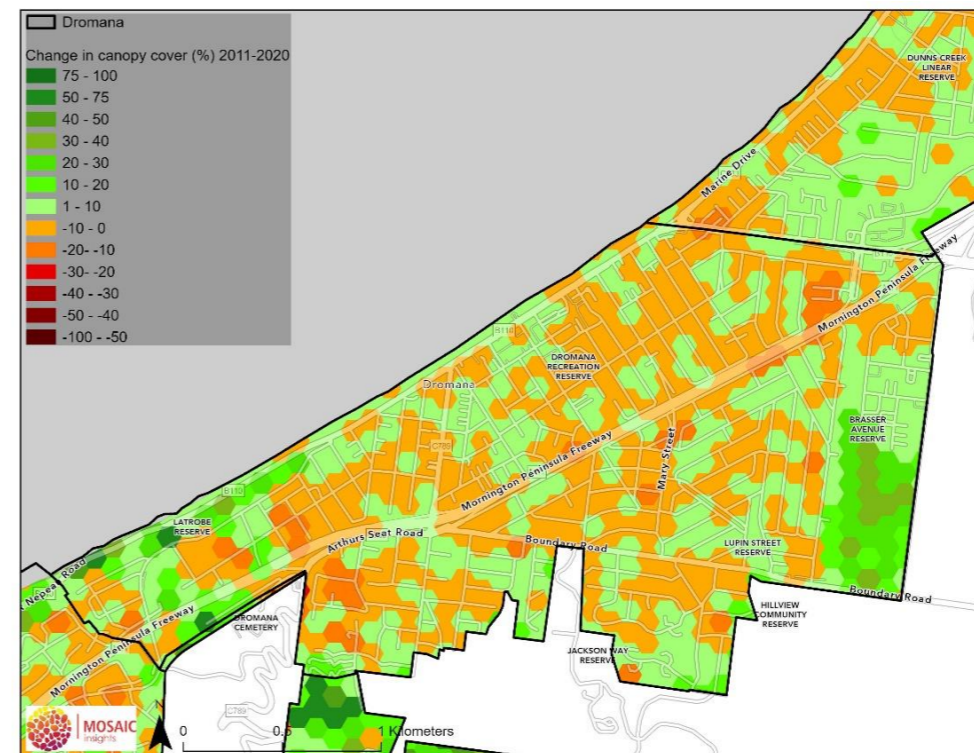 Dromana
Change in canopy cover (%) 2011-2020
75 - 100
50 - 75
40 - 50
30 - 40
20 - 30
10 - 20
1 - 10
-10 - 0
-20 - -10
-30 - -20
-40 - -30
-50 - -40
-100 - -50
DUNNS CREEK
LINEAR
RESERVE
Marine Drive
Mornington Peninsula Freeway
B110
DROMANA
RECREATION
RESERVE
Dromana
BRASSER
AVENUE
RESERVE
Mary Street
Mornington Peninsula Freeway
B110
LATROBE
RESERVE
Arthurs Seat Road
Boundary Road
LUPIN STREET
RESERVE
Nepean Road
Boundary Road
HILLVIEW
COMMUNITY
RESERVE
DROMANA
CEMETERY
Mornington Peninsula Freeway
JACKSON WAY
RESERVE
C789
MOSAIC
insights
0
0.5
1 Kilometers